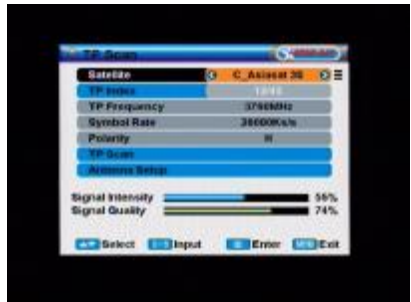 TP Scan
Satellite C_Asiasat 3S
TP Index
TP Frequency 3760MHz
Symbol Rate Ks/s
Polarity H
TP Scan
Antenna Setup
Signal Intensity 55%
Signal Quality 74%
Select Input Enter Exit